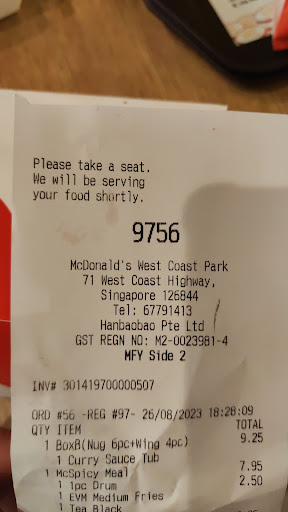 Please take a seat.
We will be serving
your food shortly.
9756
McDonald's West Coast Park
71 West Coast Highway,
Singapore 126844
Tel: 67791413
Hanbaobao Pte Ltd
GST REGN NO: M2-0023981-4
MFY Side 2
INV# 301419700000507
ORD #56 -REG #97- 26/08/2023 18:28:09
QTY ITEM TOTAL
1 Box8(Nug 6pc+Wing 4pc) 9.25
1 Curry Sauce Tub
1 McSpicy Meal 7.95
1 1pc Drum 2.50
1 EVM Medium Fries
1 Tea Black